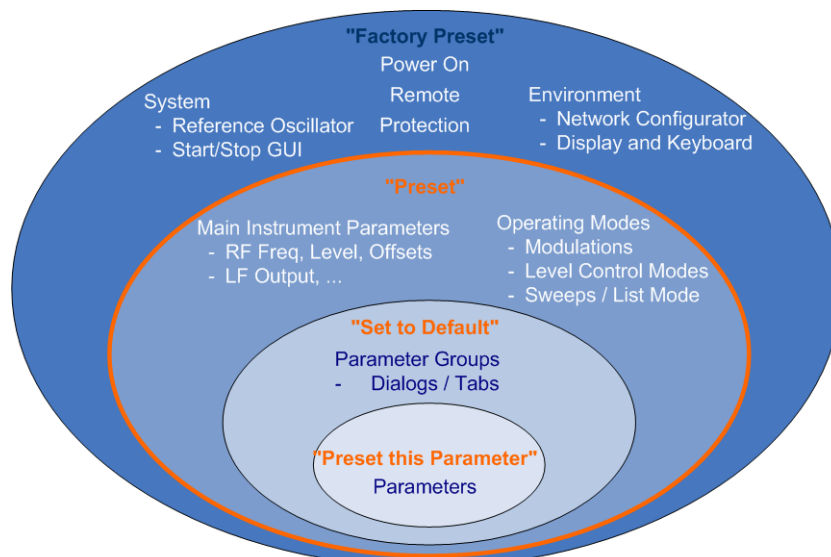 "Factory Preset"
Power On
Remote
Protection
System
- Reference Oscillator
- Start/Stop GUI
Environment
- Network Configurator
- Display and Keyboard
"Preset"
Main Instrument Parameters
- RF Freq, Level, Offsets
- LF Output, ...
Operating Modes
- Modulations
- Level Control Modes
- Sweeps / List Mode
"Set to Default"
Parameter Groups
- Dialogs / Tabs
"Preset this Parameter"
Parameters